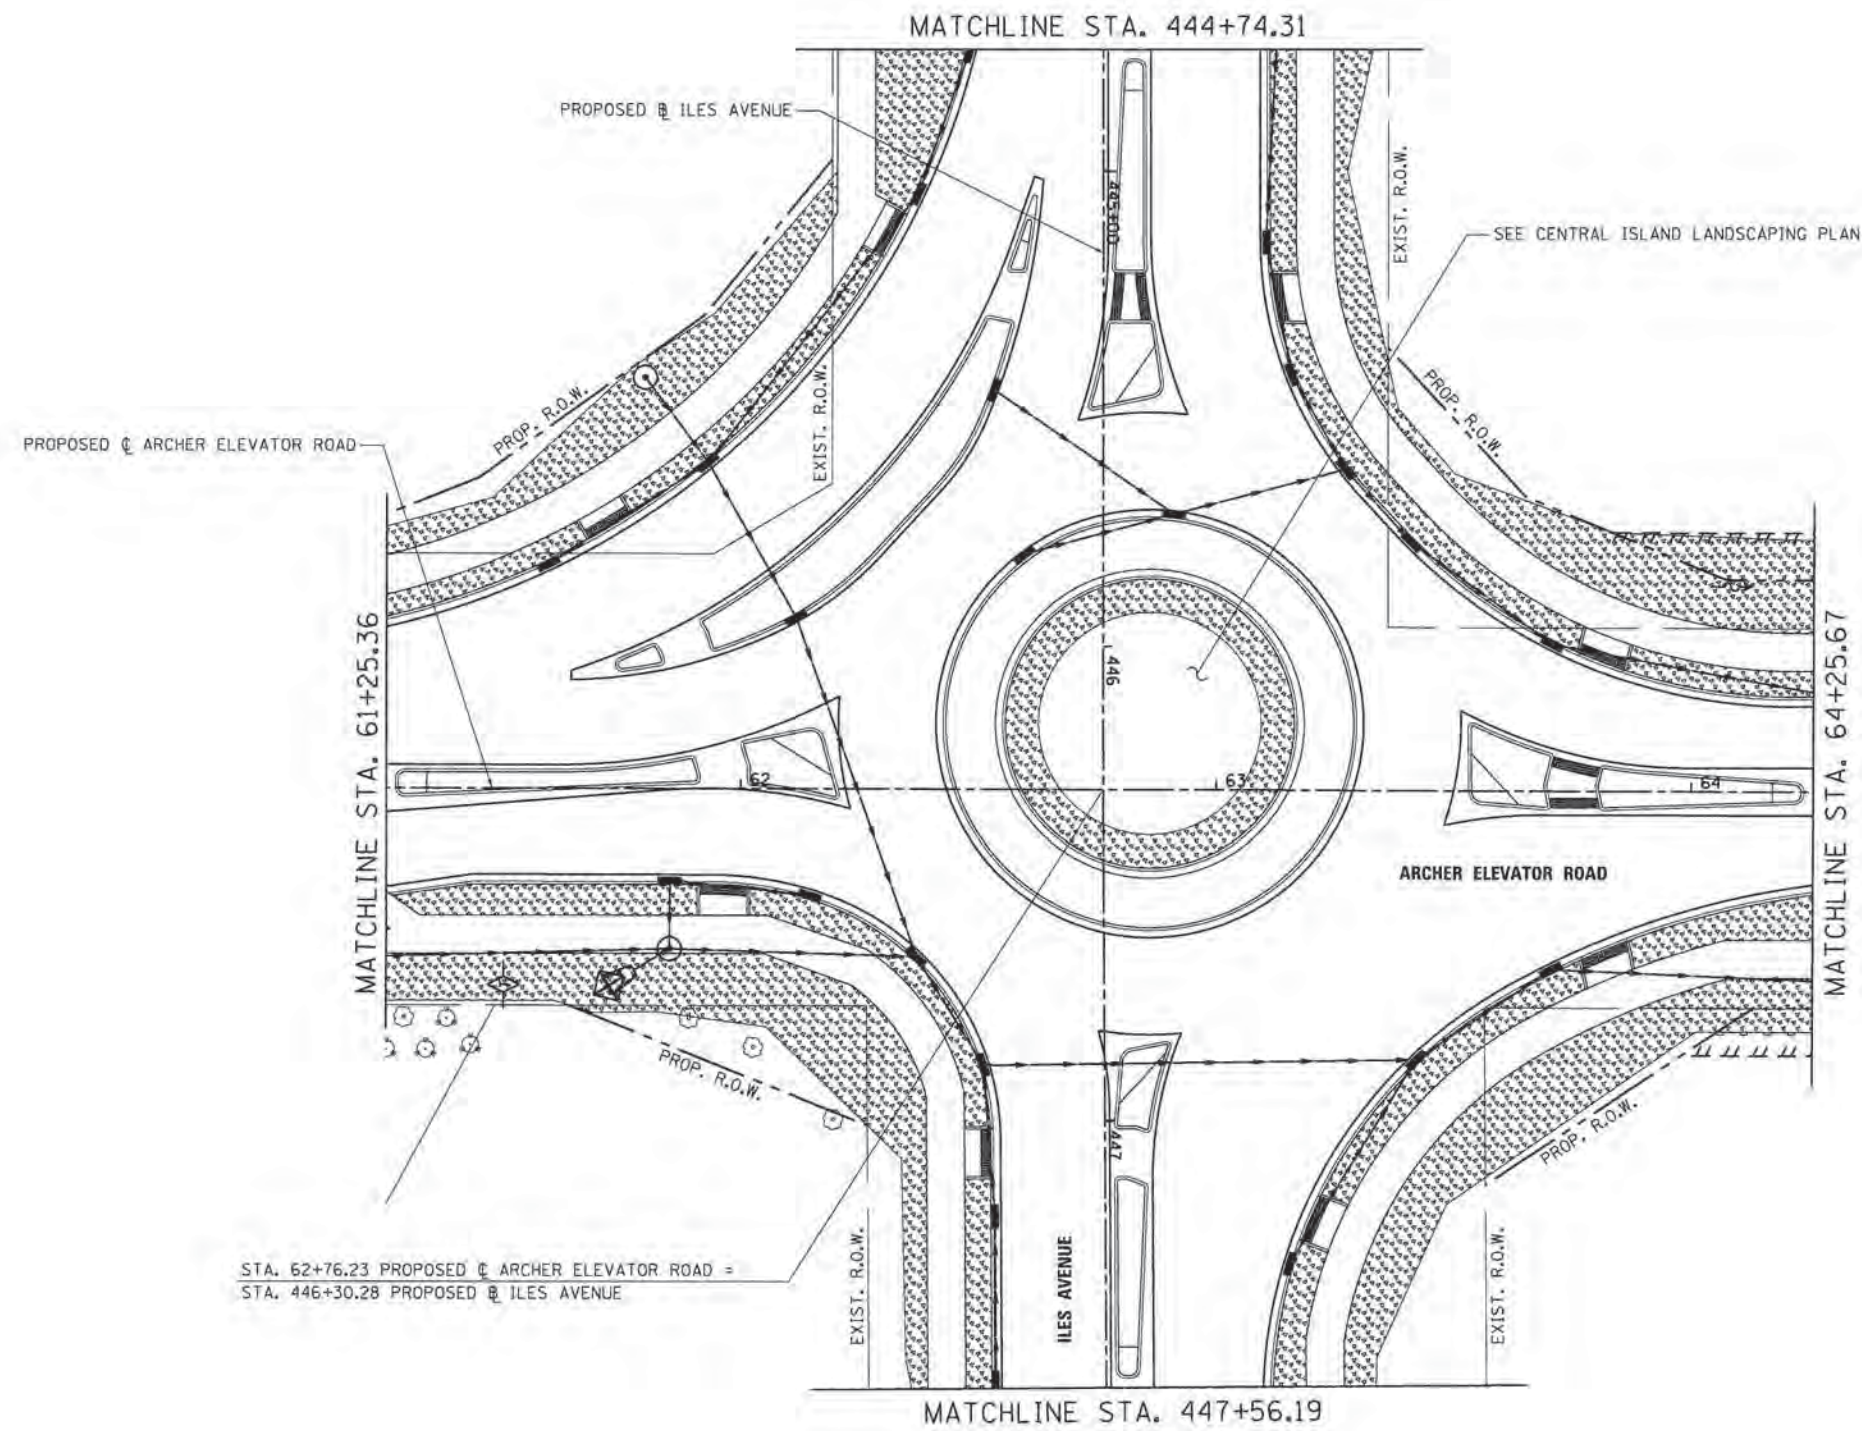 MATCHLINE STA. 444+74.31
PROPOSED ⅊ ILES AVENUE
445+00
EXIST. R.O.W.
SEE CENTRAL ISLAND LANDSCAPING PLAN
PROP. R.O.W.
EXIST. R.O.W.
PROP. R.O.W.
PROPOSED ℄ ARCHER ELEVATOR ROAD
MATCHLINE STA. 61+25.36
446
MATCHLINE STA. 64+25.67
62
63
64
ARCHER ELEVATOR ROAD
PROP. R.O.W.
447
PROP. R.O.W.
STA. 62+76.23 PROPOSED ℄ ARCHER ELEVATOR ROAD =
STA. 446+30.28 PROPOSED ⅊ ILES AVENUE
EXIST. R.O.W.
ILES AVENUE
EXIST. R.O.W.
MATCHLINE STA. 447+56.19